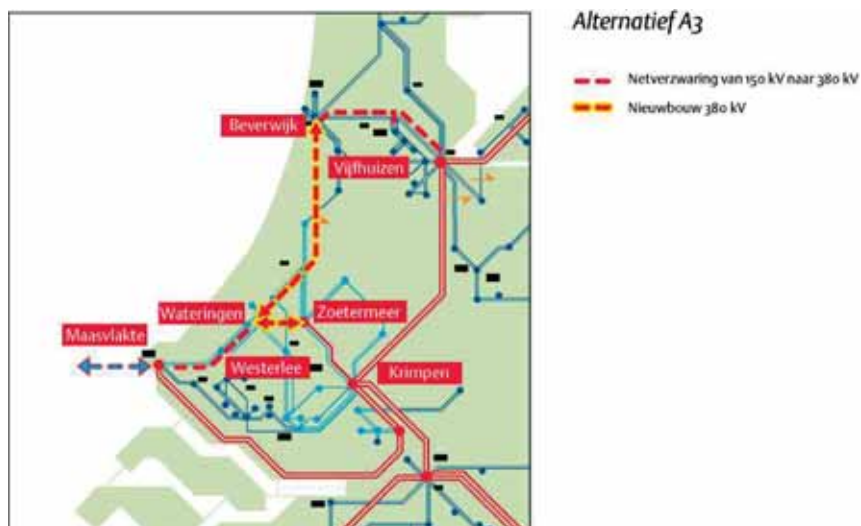 Alternatief A3
Netverzwaring van 150 kV naar 380 kV
Nieuwbouw 380 kV
Beverwijk
Vijfhuizen
Wateringen
Zoetermeer
Maasvlakte
Westerlee
Krimpen